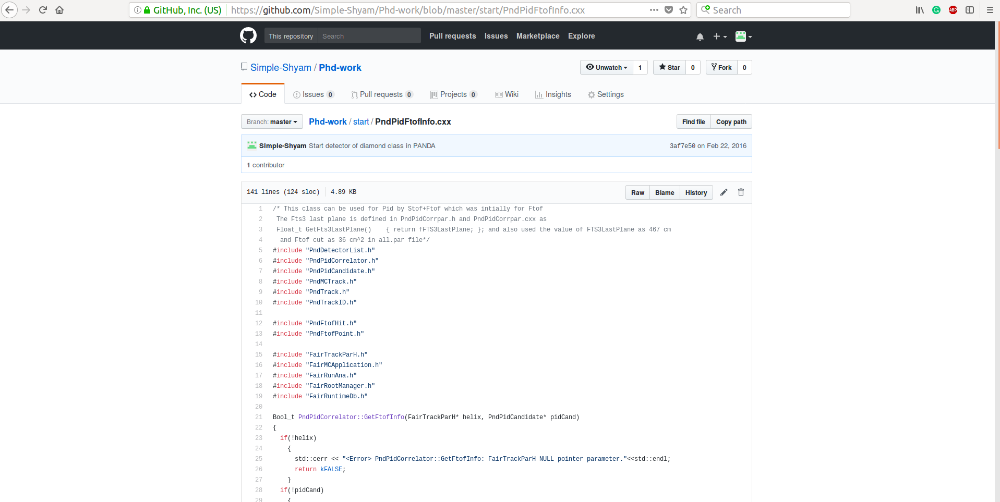 GitHub, Inc. (US) https://github.com/Simple-Shyam/Phd-work/blob/master/start/PndPidFtofInfo.cxx Search
ABP
This repository Search Pull requests Issues Marketplace Explore
Simple-Shyam / Phd-work
Unwatch 1 Star 0 Fork 0
Code Issues 0 Pull requests 0 Projects 0 Wiki Insights Settings
Branch: master Phd-work / start / PndPidFtofInfo.cxx Find file Copy path
Simple-Shyam Start detector of diamond class in PANDA 3af7e50 on Feb 22, 2016
1 contributor
141 lines (124 sloc) 4.89 KB Raw Blame History
1 /* This class can be used for Pid by Stof+Ftof which was intially for Ftof
2 The Fts3 last plane is defined in PndPidCorrpar.h and PndPidCorrpar.cxx as
3 Float_t GetFts3LastPlane() { return fFTS3LastPlane; }; and also used the value of FTS3LastPlane as 467 cm
4 and Ftof cut as 36 cm^2 in all.par file*/
5 #include "PndDetectorList.h"
6 #include "PndPidCorrelator.h"
7 #include "PndPidCandidate.h"
8 #include "PndMCTrack.h"
9 #include "PndTrack.h"
10 #include "PndTrackID.h"
11
12 #include "PndFtofHit.h"
13 #include "PndFtofPoint.h"
14
15 #include "FairTrackParH.h"
16 #include "FairMCApplication.h"
17 #include "FairRunAna.h"
18 #include "FairRootManager.h"
19 #include "FairRuntimeDb.h"
20
21 Bool_t PndPidCorrelator::GetFtofInfo(FairTrackParH* helix, PndPidCandidate* pidCand)
22 {
23 if(!helix)
24 {
25 std::cerr << "<Error> PndPidCorrelator::GetFtofInfo: FairTrackParH NULL pointer parameter."<<std::endl;
26 return kFALSE;
27 }
28 if(!pidCand)
29 {